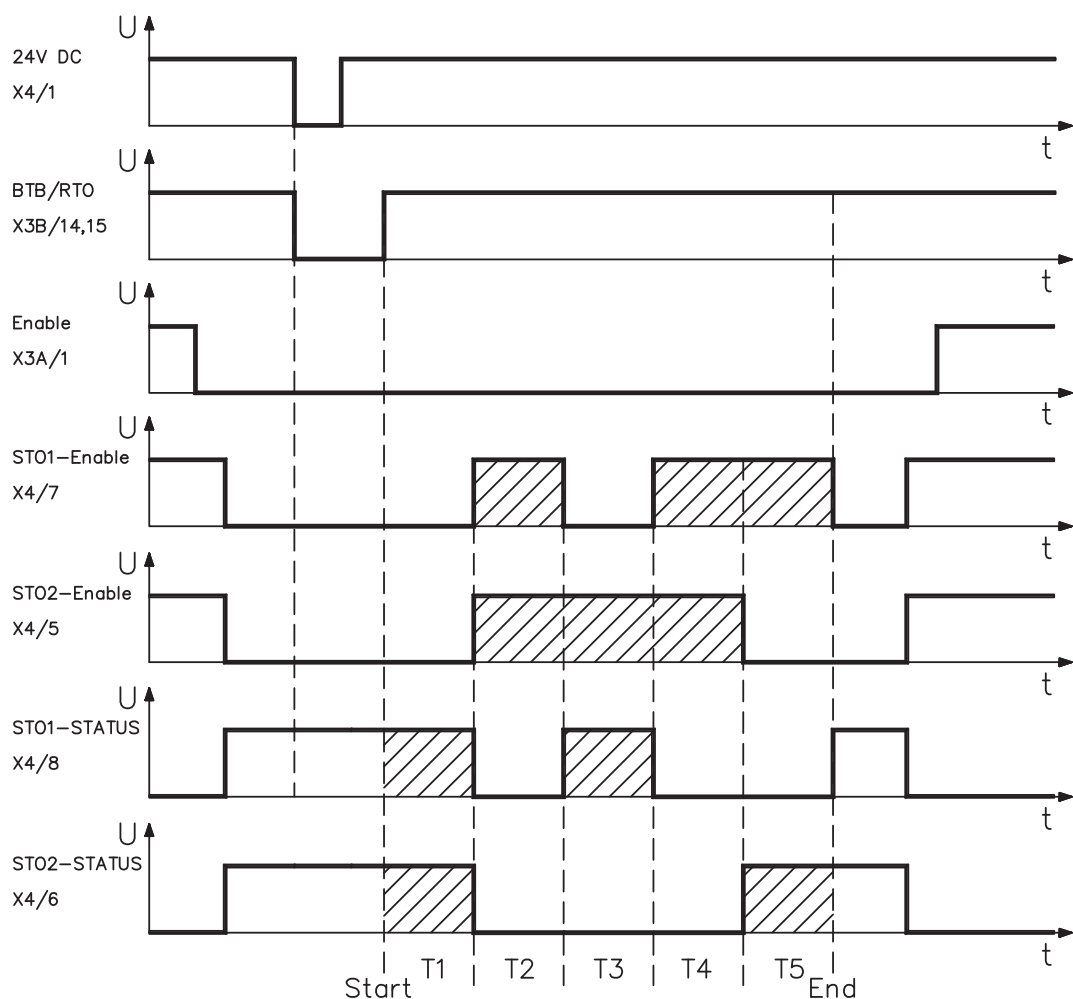 U
24V DC
X4/1
t
U
BTB/RTO
X3B/14,15
t
U
Enable
X3A/1
t
U
STO1-Enable
X4/7
t
U
STO2-Enable
X4/5
t
U
STO1-STATUS
X4/8
t
U
STO2-STATUS
X4/6
t
T1 T2 T3 T4 T5
Start End